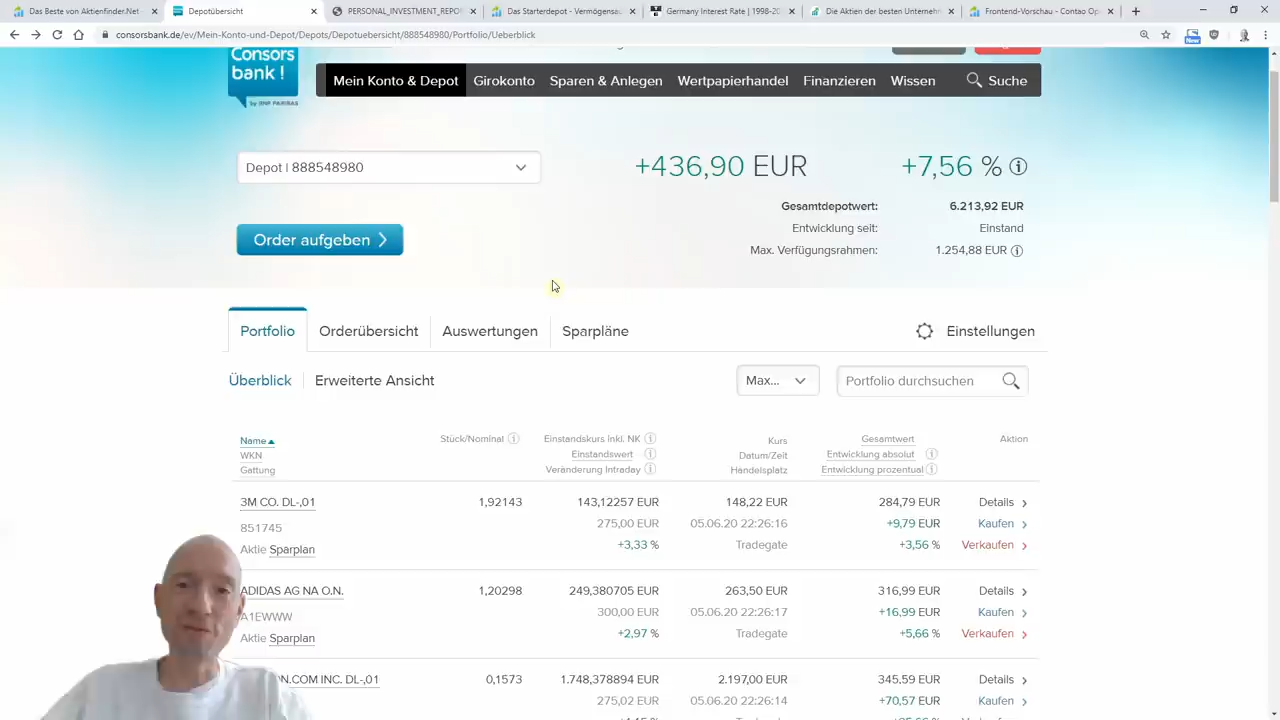 Das Beste von Aktienfinder.Net -
Depotübersicht
PERSONAL_INVESTMENT_REPO
Das Starterdepot - Vermögensau
Germany Interest Rate | 1998-20
Die Aktien der besten Unternehm
Frontend-Vorschau - Contao Op
consorsbank.de/ev/Mein-Konto-und-Depot/Depots/Depotuebersicht/888548980/Portfolio/Ueberblick
New
Consors
bank!
by BNP PARIBAS
Mein Konto & Depot
Girokonto
Sparen & Anlegen
Wertpapierhandel
Finanzieren
Wissen
Suche
Depot | 888548980
+436,90 EUR
+7,56 %
Gesamtdepotwert: 6.213,92 EUR
Entwicklung seit: Einstand
Max. Verfügungsrahmen: 1.254,88 EUR
Order aufgeben
Portfolio
Orderübersicht
Auswertungen
Sparpläne
Einstellungen
Überblick
Erweiterte Ansicht
Max...
Portfolio durchsuchen
Name
WKN
Gattung
Stück/Nominal
Einstandskurs inkl. NK
Einstandswert
Veränderung Intraday
Kurs
Datum/Zeit
Handelsplatz
Gesamtwert
Entwicklung absolut
Entwicklung prozentual
Aktion
3M CO. DL-,01 1,92143 143,12257 EUR 148,22 EUR 284,79 EUR Details
851745 275,00 EUR 05.06.20 22:26:16 +9,79 EUR Kaufen
Aktie Sparplan +3,33 % Tradegate +3,56 % Verkaufen
ADIDAS AG NA O.N. 1,20298 249,380705 EUR 263,50 EUR 316,99 EUR Details
A1EWWW 300,00 EUR 05.06.20 22:26:17 +16,99 EUR Kaufen
Aktie Sparplan +2,97 % Tradegate +5,66 % Verkaufen
N.COM INC. DL-,01 0,1573 1.748,378894 EUR 2.197,00 EUR 345,59 EUR Details
275,02 EUR 05.06.20 22:26:14 +70,57 EUR Kaufen